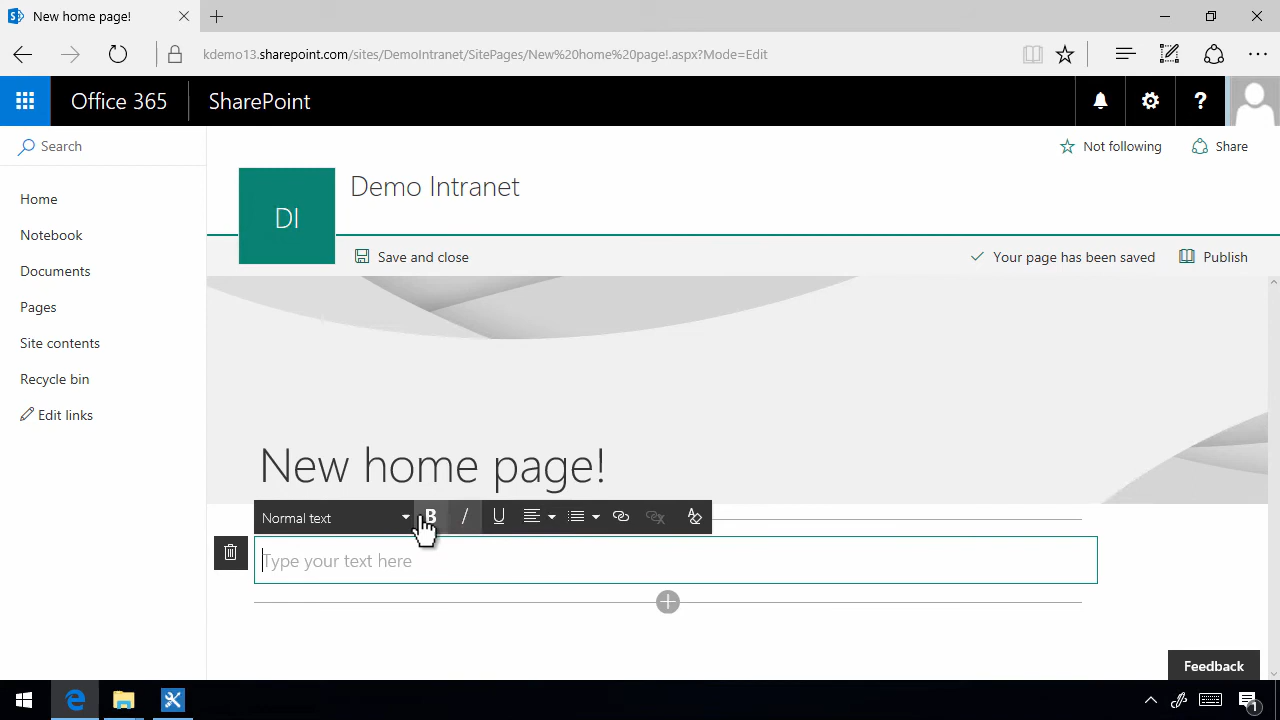 New home page!
kdemo13.sharepoint.com/sites/DemoIntranet/SitePages/New%20home%20page!.aspx?Mode=Edit
Office 365
SharePoint
Search
Not following
Share
Home
Notebook
Documents
Pages
Site contents
Recycle bin
Edit links
DI
Demo Intranet
Save and close
Your page has been saved
Publish
New home page!
Normal text
B
/
U
Type your text here
Feedback
1